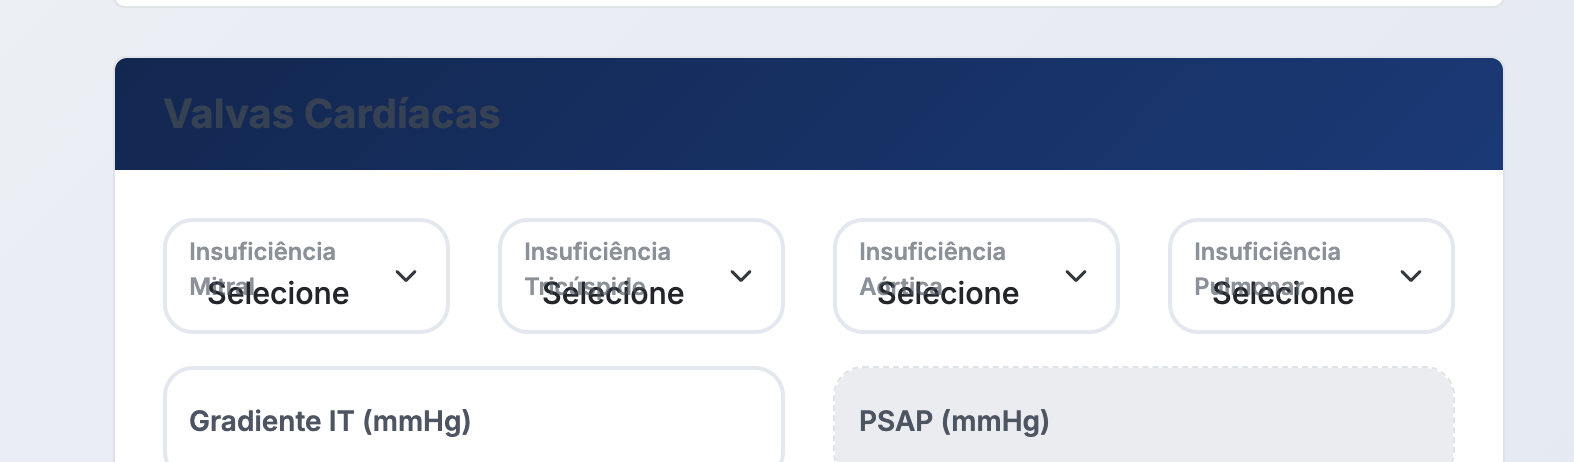 Valvas Cardíacas
Insuficiência Insuficiência Insuficiência Insuficiência
Mitral Tricúspide Aórtica Pulmonar
Selecione Selecione Selecione Selecione
Gradiente IT (mmHg) PSAP (mmHg)